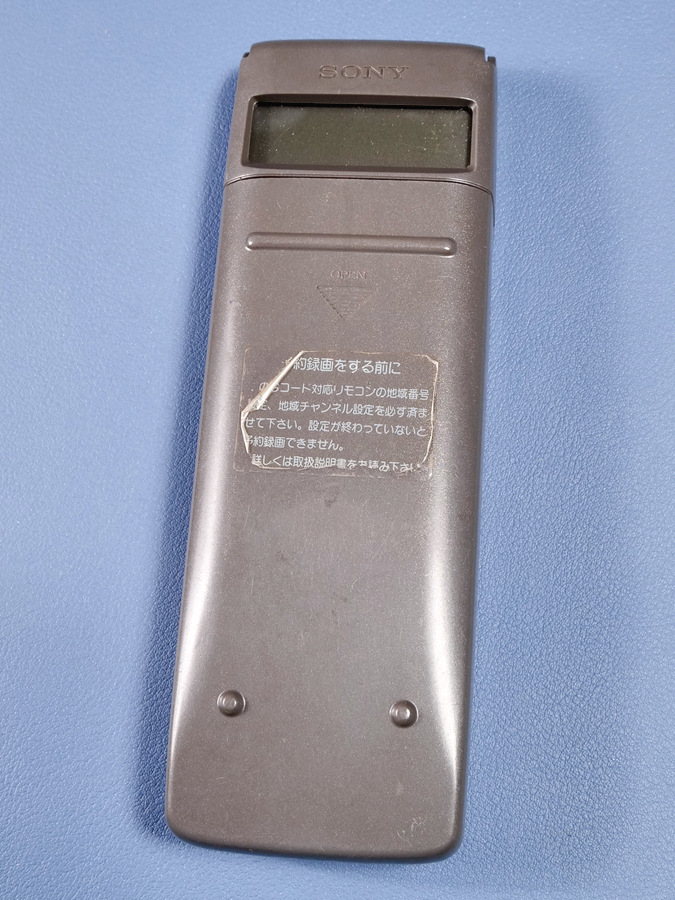 SONY
OPEN
約録画をする前に
コード対応リモコンの地域番号
定、地域チャンネル設定を必ず済ま
せて下さい。設定が終わっていないと
予約録画できません。
詳しくは取扱説明書をお読み下さい